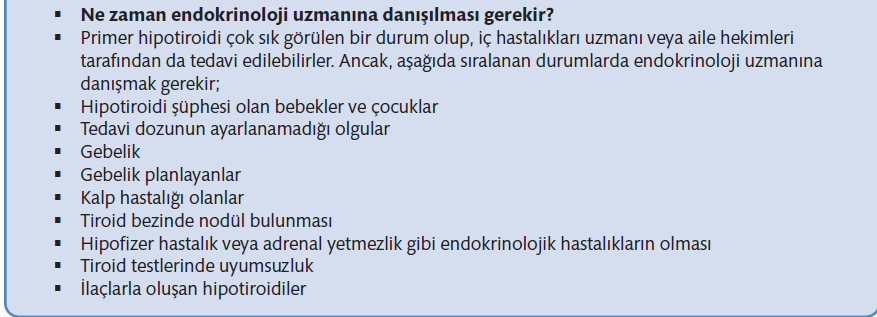 ▪ Ne zaman endokrinoloji uzmanına danışılması gerekir?
▪ Primer hipotiroidi çok sık görülen bir durum olup, iç hastalıkları uzmanı veya aile hekimleri
tarafından da tedavi edilebilirler. Ancak, aşağıda sıralanan durumlarda endokrinoloji uzmanına
danışmak gerekir;
▪ Hipotiroidi şüphesi olan bebekler ve çocuklar
▪ Tedavi dozunun ayarlanamadığı olgular
▪ Gebelik
▪ Gebelik planlayanlar
▪ Kalp hastalığı olanlar
▪ Tiroid bezinde nodül bulunması
▪ Hipofizer hastalık veya adrenal yetmezlik gibi endokrinolojik hastalıkların olması
▪ Tiroid testlerinde uyumsuzluk
▪ İlaçlarla oluşan hipotiroidiler